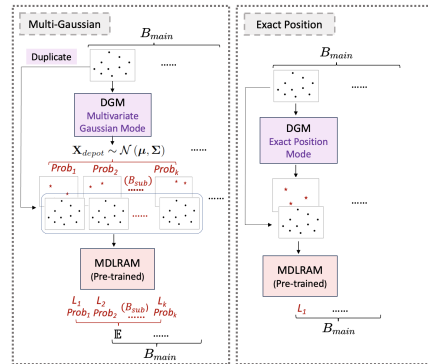 Multi-Gaussian
B_main
Duplicate
......
DGM
Multivariate
Gaussian Mode
X_depot ∼ N (μ, Σ)
......
Prob_1 Prob_2 Prob_k
(B_sub)
......
......
......
MDLRAM
(Pre-trained)
L_1 L_2 (B_sub) L_k
Prob_1 Prob_2 ...... Prob_k
𝔼 ......
B_main
Exact Position
B_main
......
DGM
Exact Position
Mode
......
MDLRAM
(Pre-trained)
L_1 ......
B_main